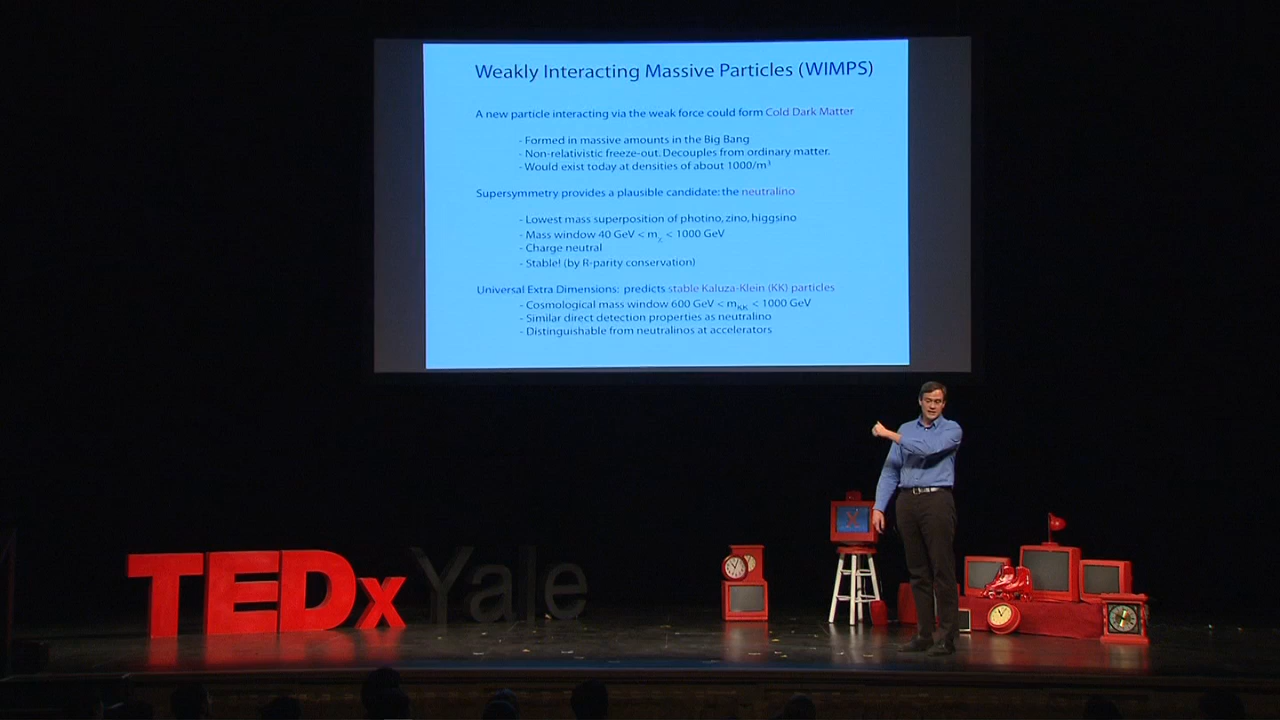 Weakly Interacting Massive Particles (WIMPS)
A new particle interacting via the weak force could form Cold Dark Matter
- Formed in massive amounts in the Big Bang
- Non-relativistic freeze-out. Decouples from ordinary matter.
- Would exist today at densities of about 1000/m³
Supersymmetry provides a plausible candidate: the neutralino
- Lowest mass superposition of photino, zino, higgsino
- Mass window 40 GeV < mᵪ < 1000 GeV
- Charge neutral
- Stable! (by R-parity conservation)
Universal Extra Dimensions: predicts stable Kaluza-Klein (KK) particles
- Cosmological mass window 600 GeV < m_KK < 1000 GeV
- Similar direct detection properties as neutralino
- Distinguishable from neutralinos at accelerators
Y
TEDxYale